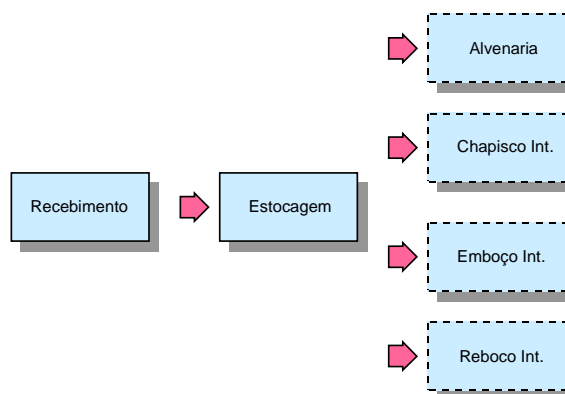 Alvenaria
Chapisco Int.
Recebimento
Estocagem
Emboço Int.
Reboco Int.